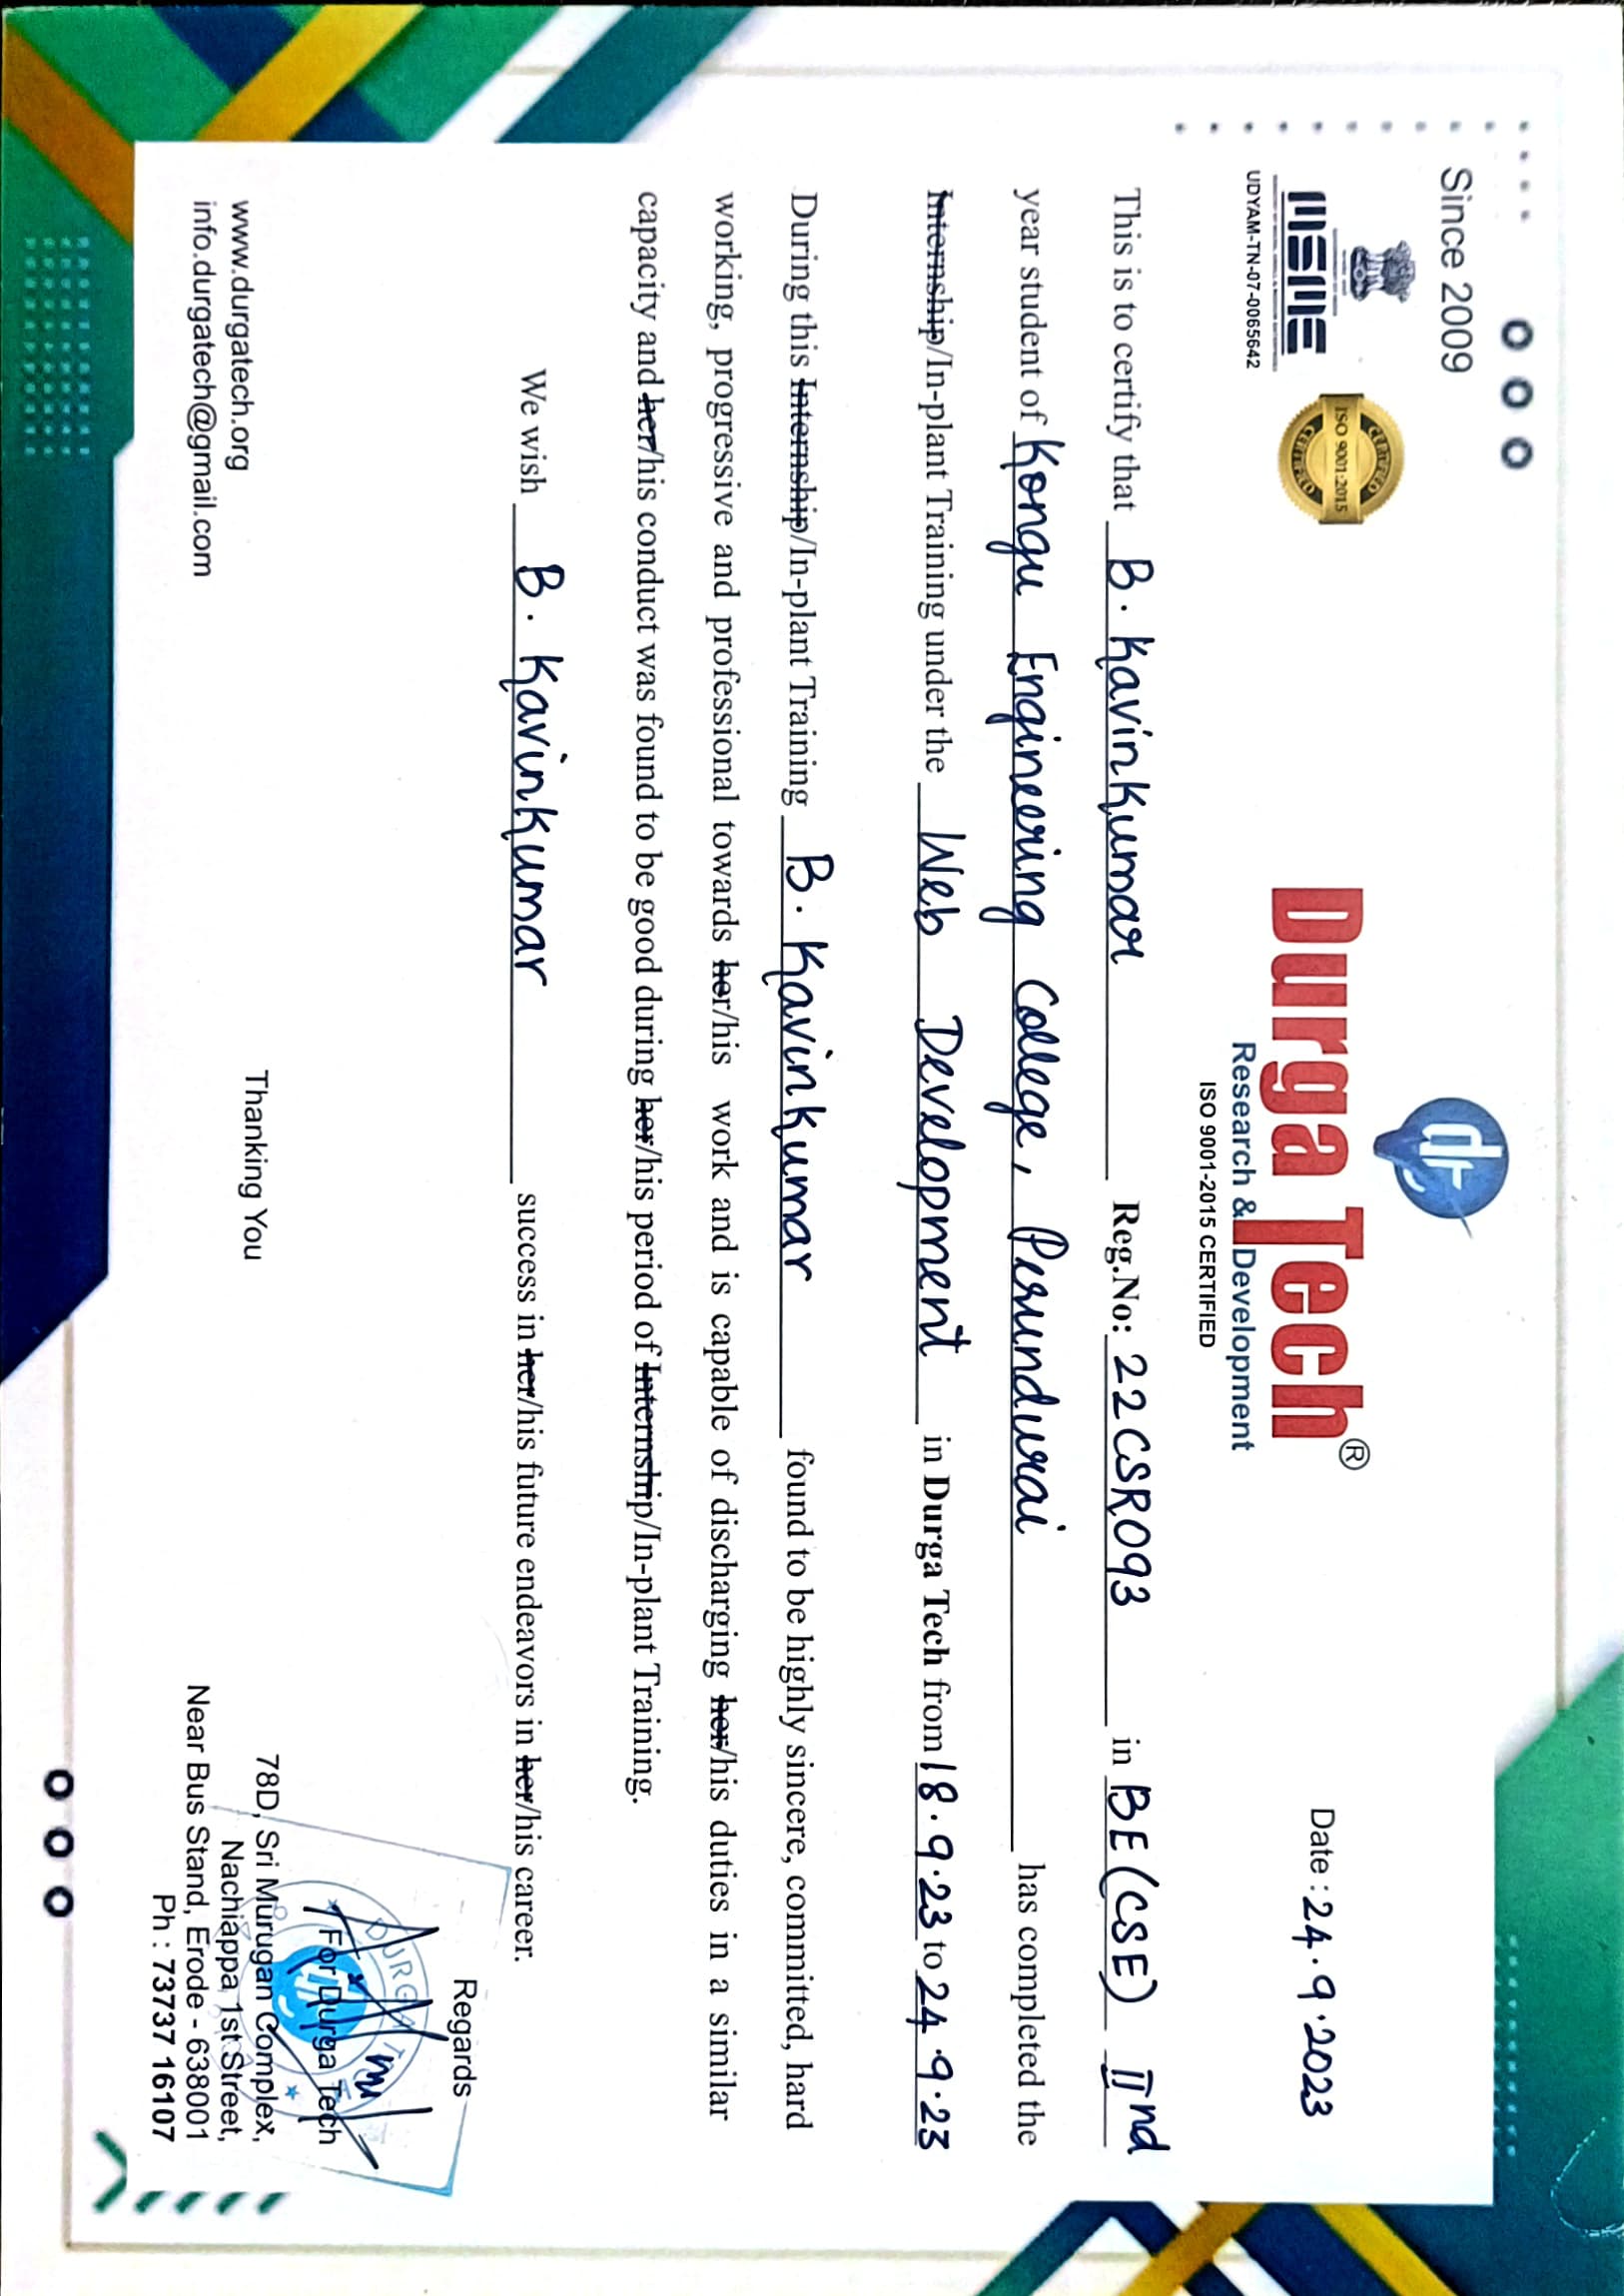 Since 2009
MSME
UDYAM-TN-07-0065642
CERTIFIED
ISO 9001:2015
CERTIFIED
dt
Durga Tech®
Research & Development
ISO 9001-2015 CERTIFIED
Date : 24.9.2023
This is to certify that B. Kavinkumar Reg.No: 22CSR093 in BE (CSE) IInd
year student of Kongu Engineering College, Perundurai has completed the
Internship/In-plant Training under the Web Development in Durga Tech from 18.9.23 to 24.9.23
During this Internship/In-plant Training B. Kavinkumar found to be highly sincere, committed, hard
working, progressive and professional towards her/his work and is capable of discharging her/his duties in a similar
capacity and her/his conduct was found to be good during her/his period of Internship/In-plant Training.
We wish B. Kavinkumar success in her/his future endeavors in her/his career.
Regards
DURGA TECH
For Durga Tech
78D, Sri Murugan Complex,
Nachiappa 1st Street,
Near Bus Stand, Erode - 638001
Ph : 73737 16107
Thanking You
www.durgatech.org
info.durgatech@gmail.com